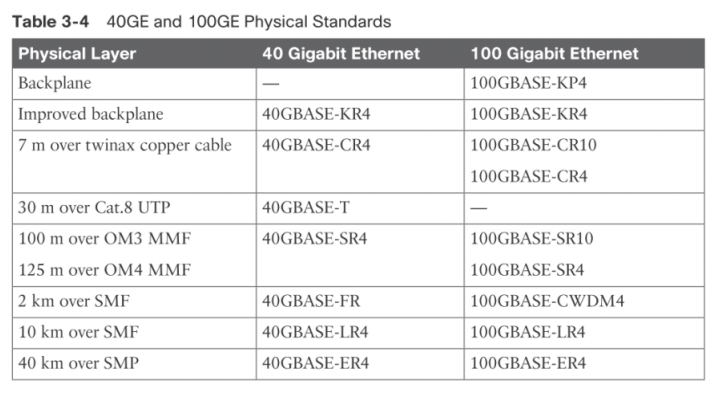 Table 3-4 40GE and 100GE Physical Standards
Physical Layer 40 Gigabit Ethernet 100 Gigabit Ethernet
Backplane — 100GBASE-KP4
Improved backplane 40GBASE-KR4 100GBASE-KR4
7 m over twinax copper cable 40GBASE-CR4 100GBASE-CR10
100GBASE-CR4
30 m over Cat.8 UTP 40GBASE-T —
100 m over OM3 MMF 40GBASE-SR4 100GBASE-SR10
125 m over OM4 MMF 100GBASE-SR4
2 km over SMF 40GBASE-FR 100GBASE-CWDM4
10 km over SMF 40GBASE-LR4 100GBASE-LR4
40 km over SMP 40GBASE-ER4 100GBASE-ER4